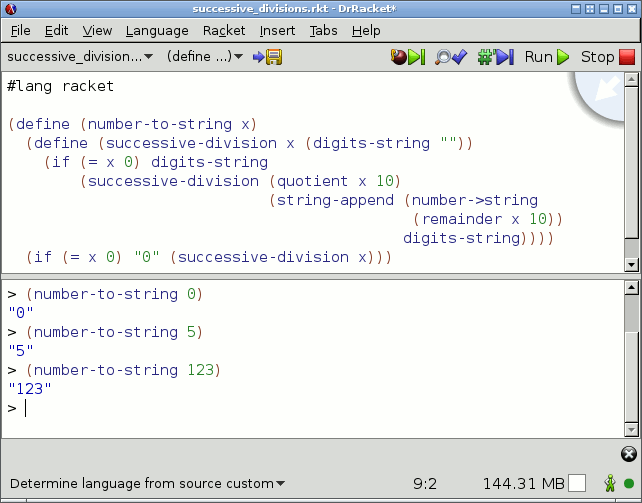 successive_divisions.rkt - DrRacket*
File Edit View Language Racket Insert Tabs Help
successive_division... (define ...) Run Stop
#lang racket
(define (number-to-string x)
(define (successive-division x (digits-string ""))
(if (= x 0) digits-string
(successive-division (quotient x 10)
(string-append (number->string
(remainder x 10))
digits-string))))
(if (= x 0) "0" (successive-division x)))
> (number-to-string 0)
"0"
> (number-to-string 5)
"5"
> (number-to-string 123)
"123"
>
Determine language from source custom 9:2 144.31 MB